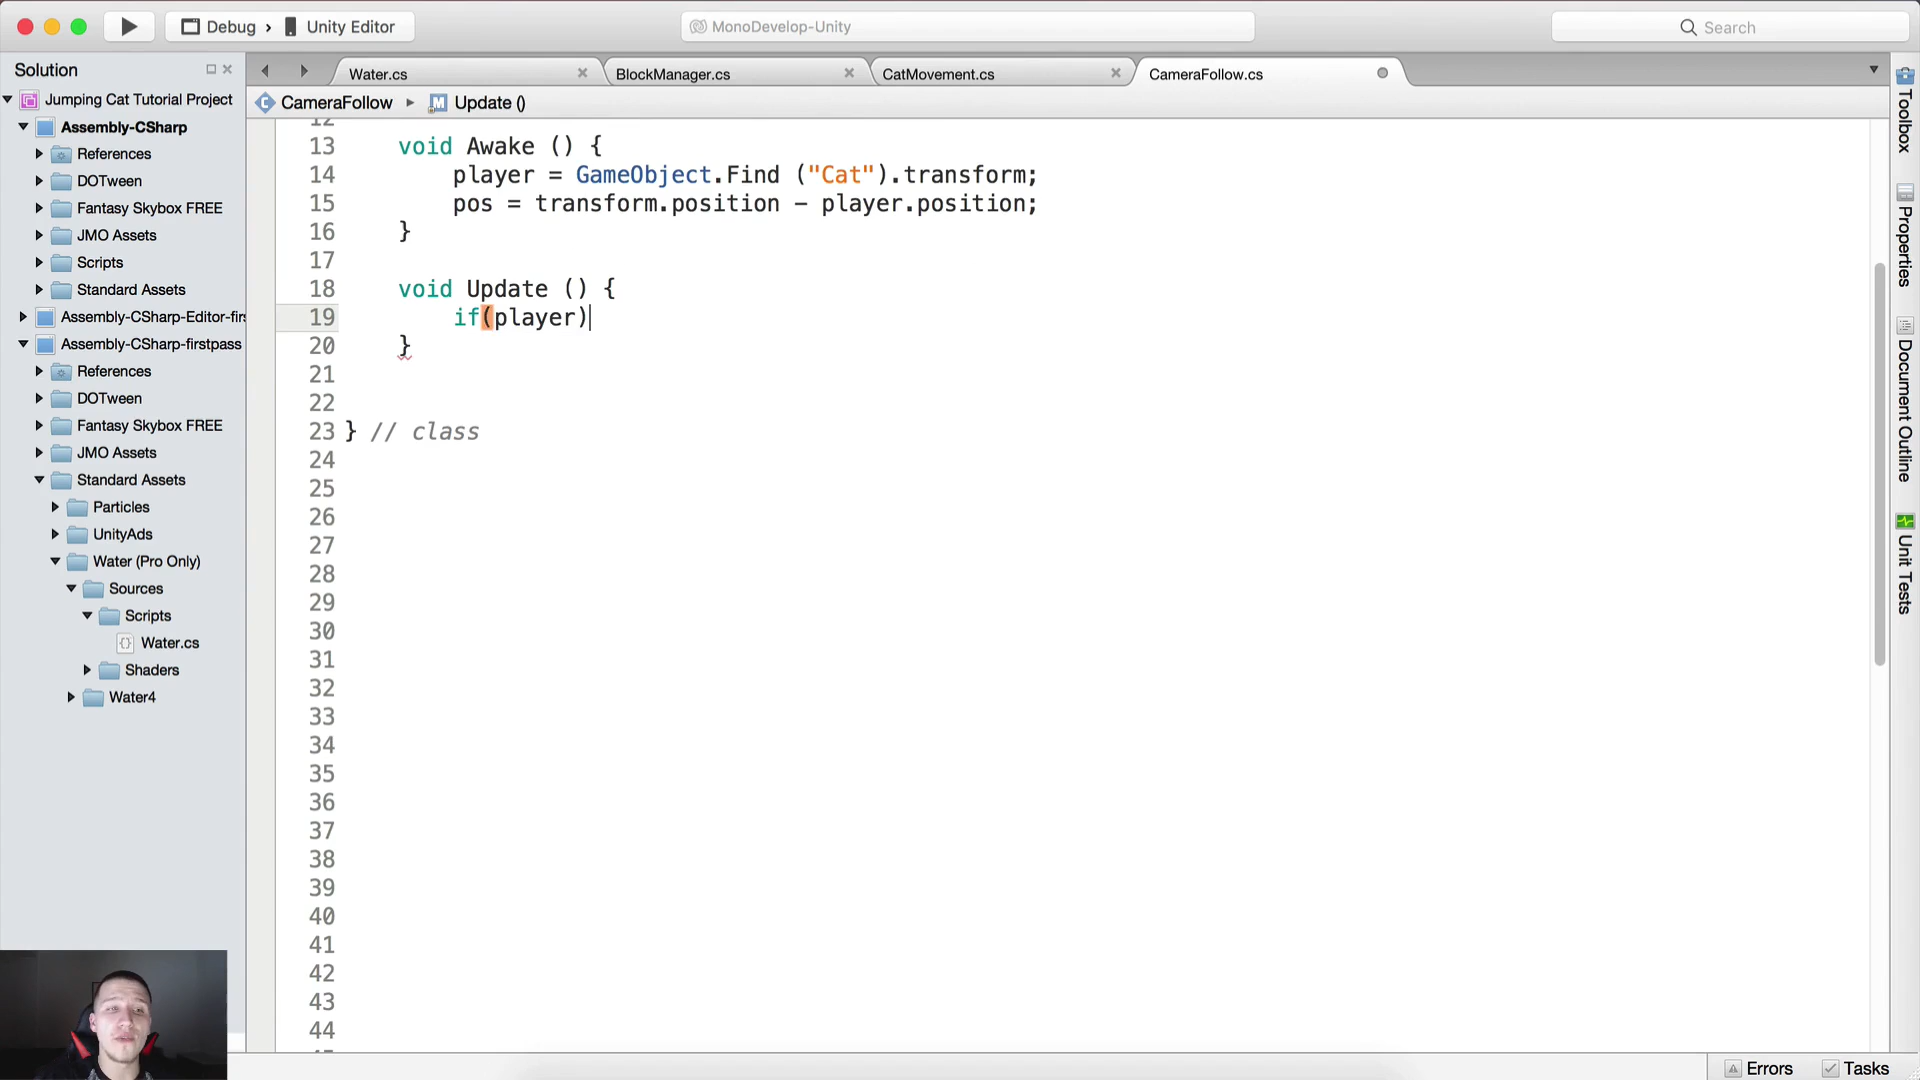 Debug › Unity Editor
MonoDevelop-Unity
Search
Solution
Water.cs
BlockManager.cs
CatMovement.cs
CameraFollow.cs
CameraFollow ▸ Update ()
Jumping Cat Tutorial Project
Assembly-CSharp
References
DOTween
Fantasy Skybox FREE
JMO Assets
Scripts
Standard Assets
Assembly-CSharp-Editor-firs
Assembly-CSharp-firstpass
References
DOTween
Fantasy Skybox FREE
JMO Assets
Standard Assets
Particles
UnityAds
Water (Pro Only)
Sources
Scripts
Water.cs
Shaders
Water4
12
13 void Awake () {
14 player = GameObject.Find ("Cat").transform;
15 pos = transform.position - player.position;
16 }
17
18 void Update () {
19 if(player)
20 }
21
22
23 } // class
24
25
26
27
28
29
30
31
32
33
34
35
36
37
38
39
40
41
42
43
44
Toolbox
Properties
Document Outline
Unit Tests
Errors
Tasks